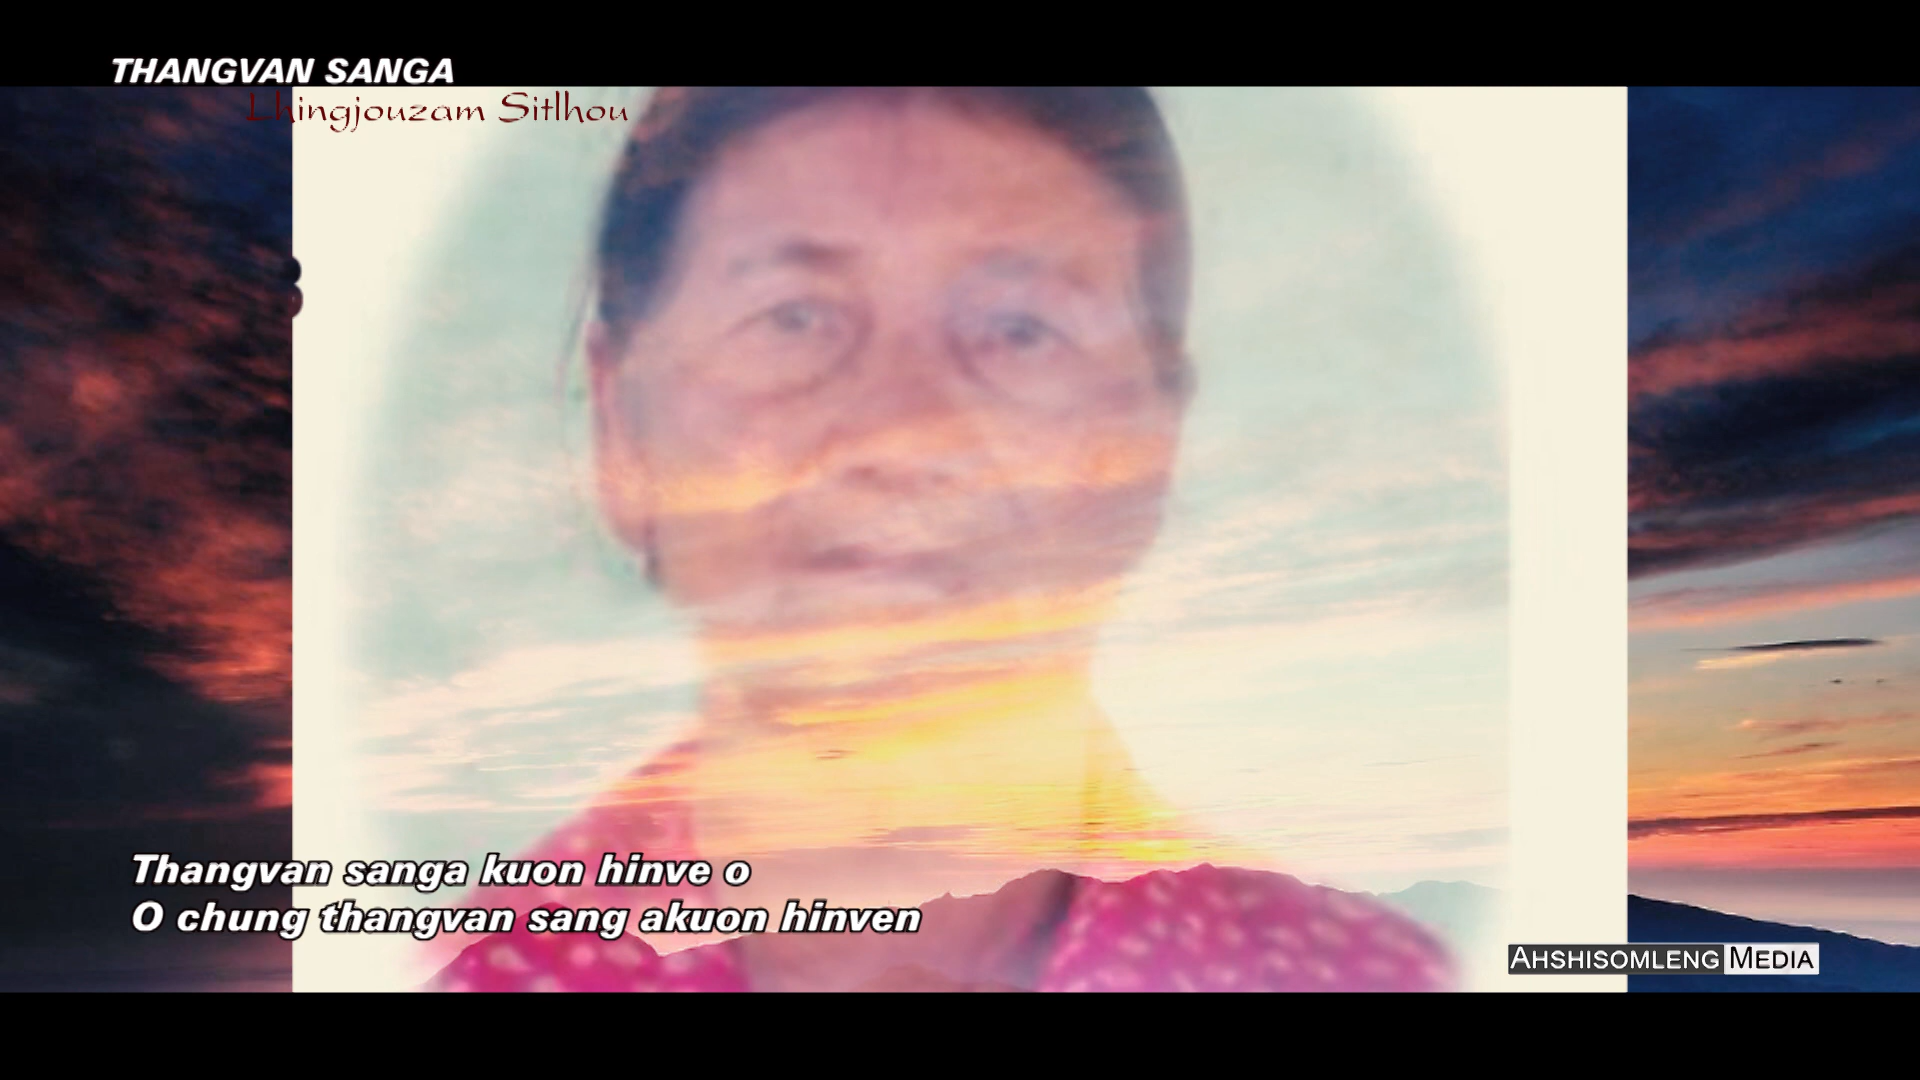 THANGVAN SANGA
Lhingjouzam Sitlhou
Thangvan sanga kuon hinve o
O chung thangvan sang akuon hinven
AHSHISOMLENG MEDIA